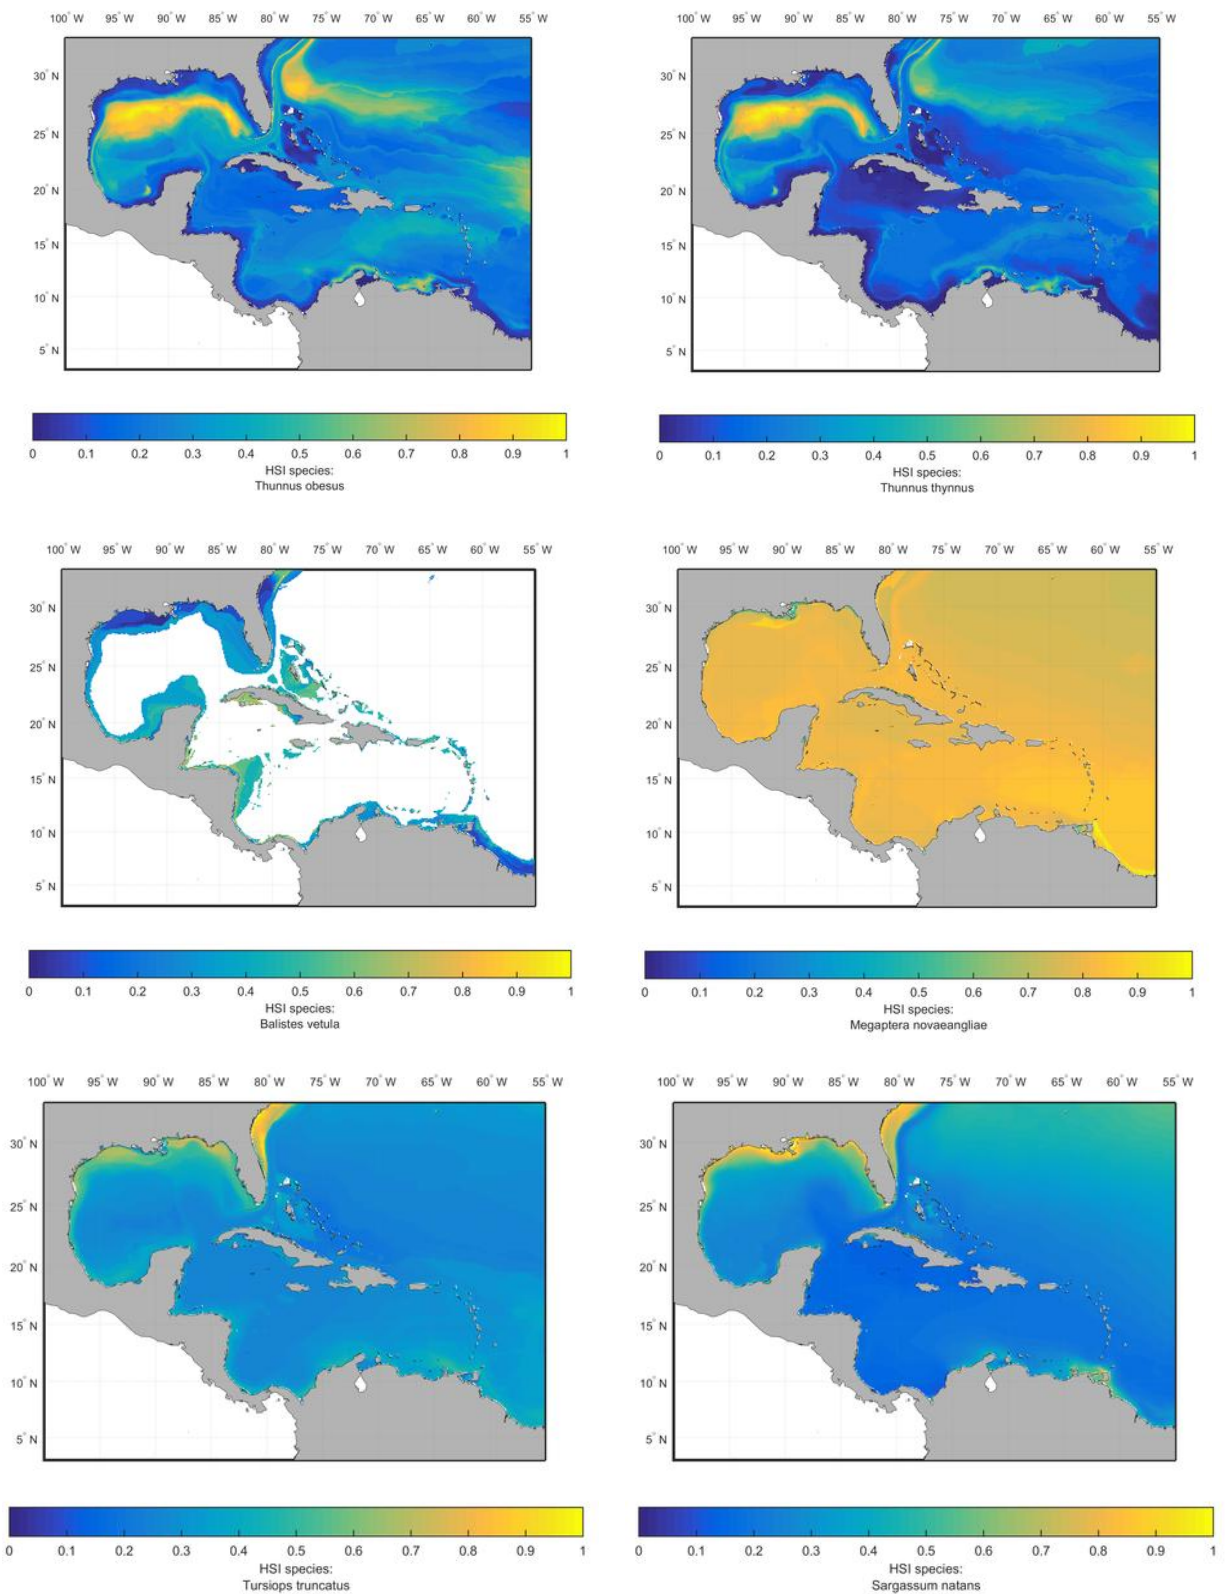 100° W 95° W 90° W 85° W 80° W 75° W 70° W 65° W 60° W 55° W
30° N
25° N
20° N
15° N
10° N
5° N
0 0.1 0.2 0.3 0.4 0.5 0.6 0.7 0.8 0.9 1
HSI species:
Thunnus obesus
100° W 95° W 90° W 85° W 80° W 75° W 70° W 65° W 60° W 55° W
30° N
25° N
20° N
15° N
10° N
5° N
0 0.1 0.2 0.3 0.4 0.5 0.6 0.7 0.8 0.9 1
HSI species:
Thunnus thynnus
100° W 95° W 90° W 85° W 80° W 75° W 70° W 65° W 60° W 55° W
30° N
25° N
20° N
15° N
10° N
5° N
0 0.1 0.2 0.3 0.4 0.5 0.6 0.7 0.8 0.9 1
HSI species:
Balistes vetula
100° W 95° W 90° W 85° W 80° W 75° W 70° W 65° W 60° W 55° W
30° N
25° N
20° N
15° N
10° N
5° N
0 0.1 0.2 0.3 0.4 0.5 0.6 0.7 0.8 0.9 1
HSI species:
Megaptera novaeangliae
100° W 95° W 90° W 85° W 80° W 75° W 70° W 65° W 60° W 55° W
30° N
25° N
20° N
15° N
10° N
5° N
0 0.1 0.2 0.3 0.4 0.5 0.6 0.7 0.8 0.9 1
HSI species:
Tursiops truncatus
100° W 95° W 90° W 85° W 80° W 75° W 70° W 65° W 60° W 55° W
30° N
25° N
20° N
15° N
10° N
5° N
0 0.1 0.2 0.3 0.4 0.5 0.6 0.7 0.8 0.9 1
HSI species:
Sargassum natans